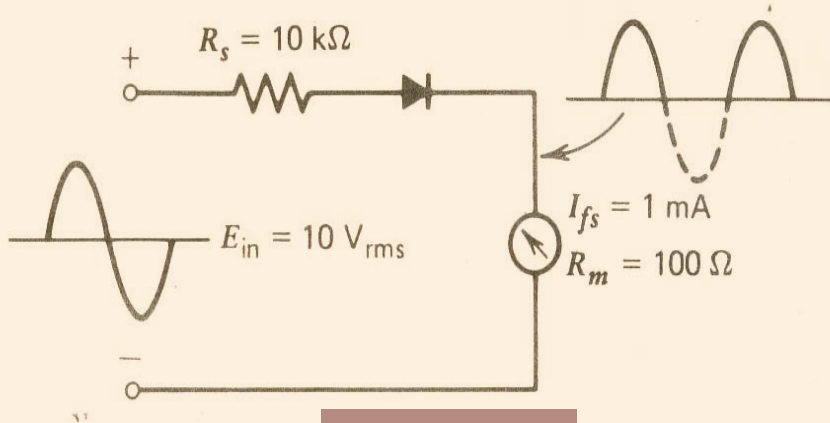 R_s = 10 kΩ
+
E_in = 10 V_rms
I_fs = 1 mA
R_m = 100 Ω
−